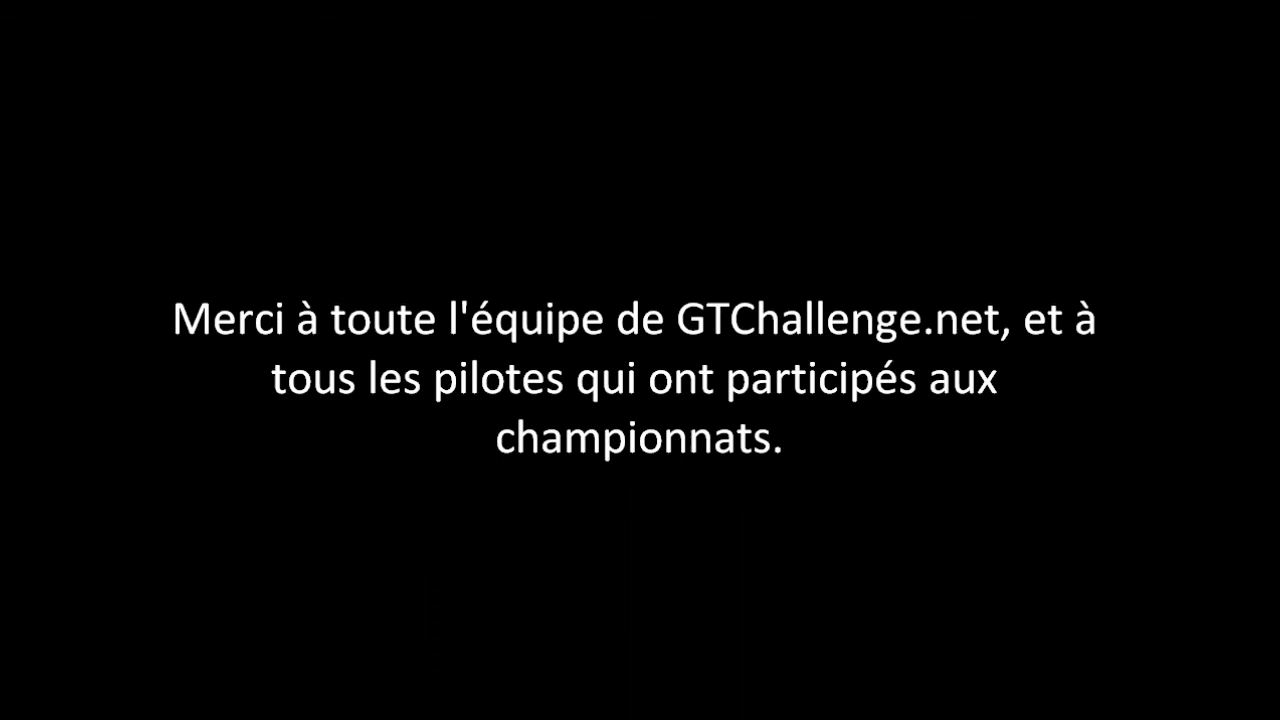 Merci à toute l'équipe de GTChallenge.net, et à
tous les pilotes qui ont participés aux
championnats.